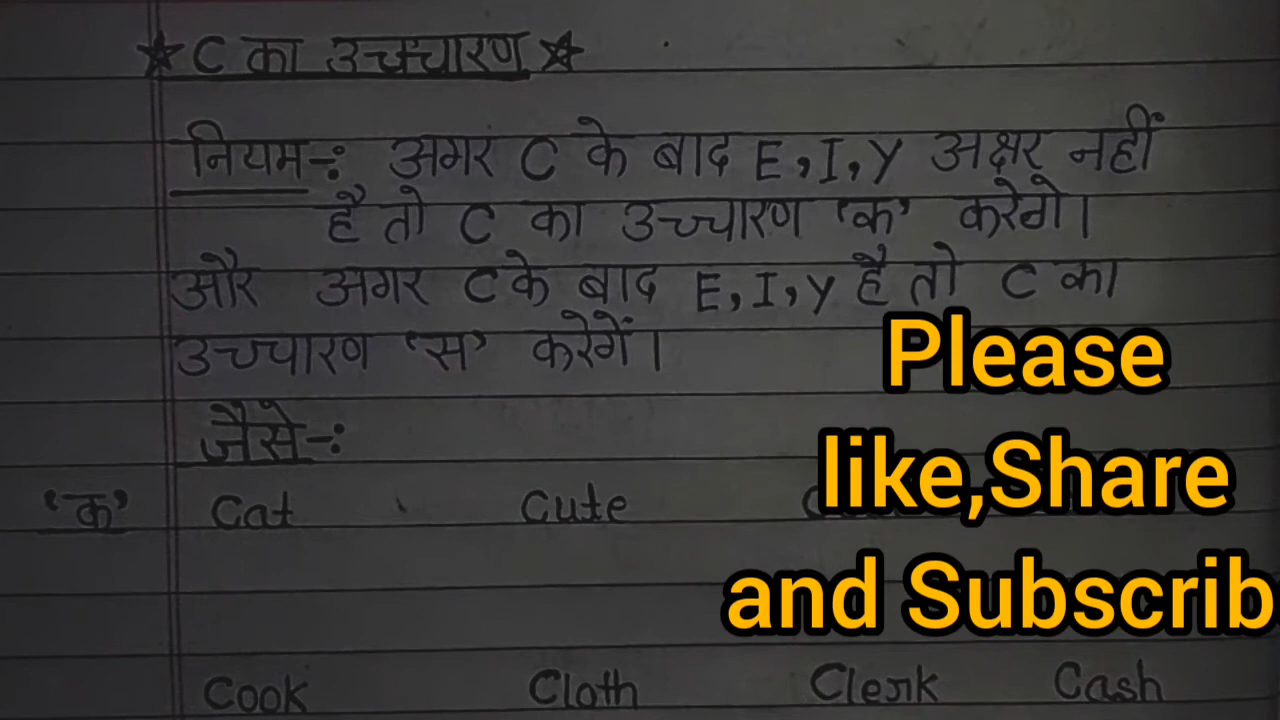 ★ C का उच्चारण ★
नियम-: अगर C के बाद E, I, Y अक्षर नहीं
है तो C का उच्चारण 'क' करेगे।
और अगर C के बाद E, I, Y है तो C का
उच्चारण 'स' करेगें।
Please
जैसे-:
like,Share
'क' Cat Cute
and Subscrib
Cook Cloth Clerk Cash